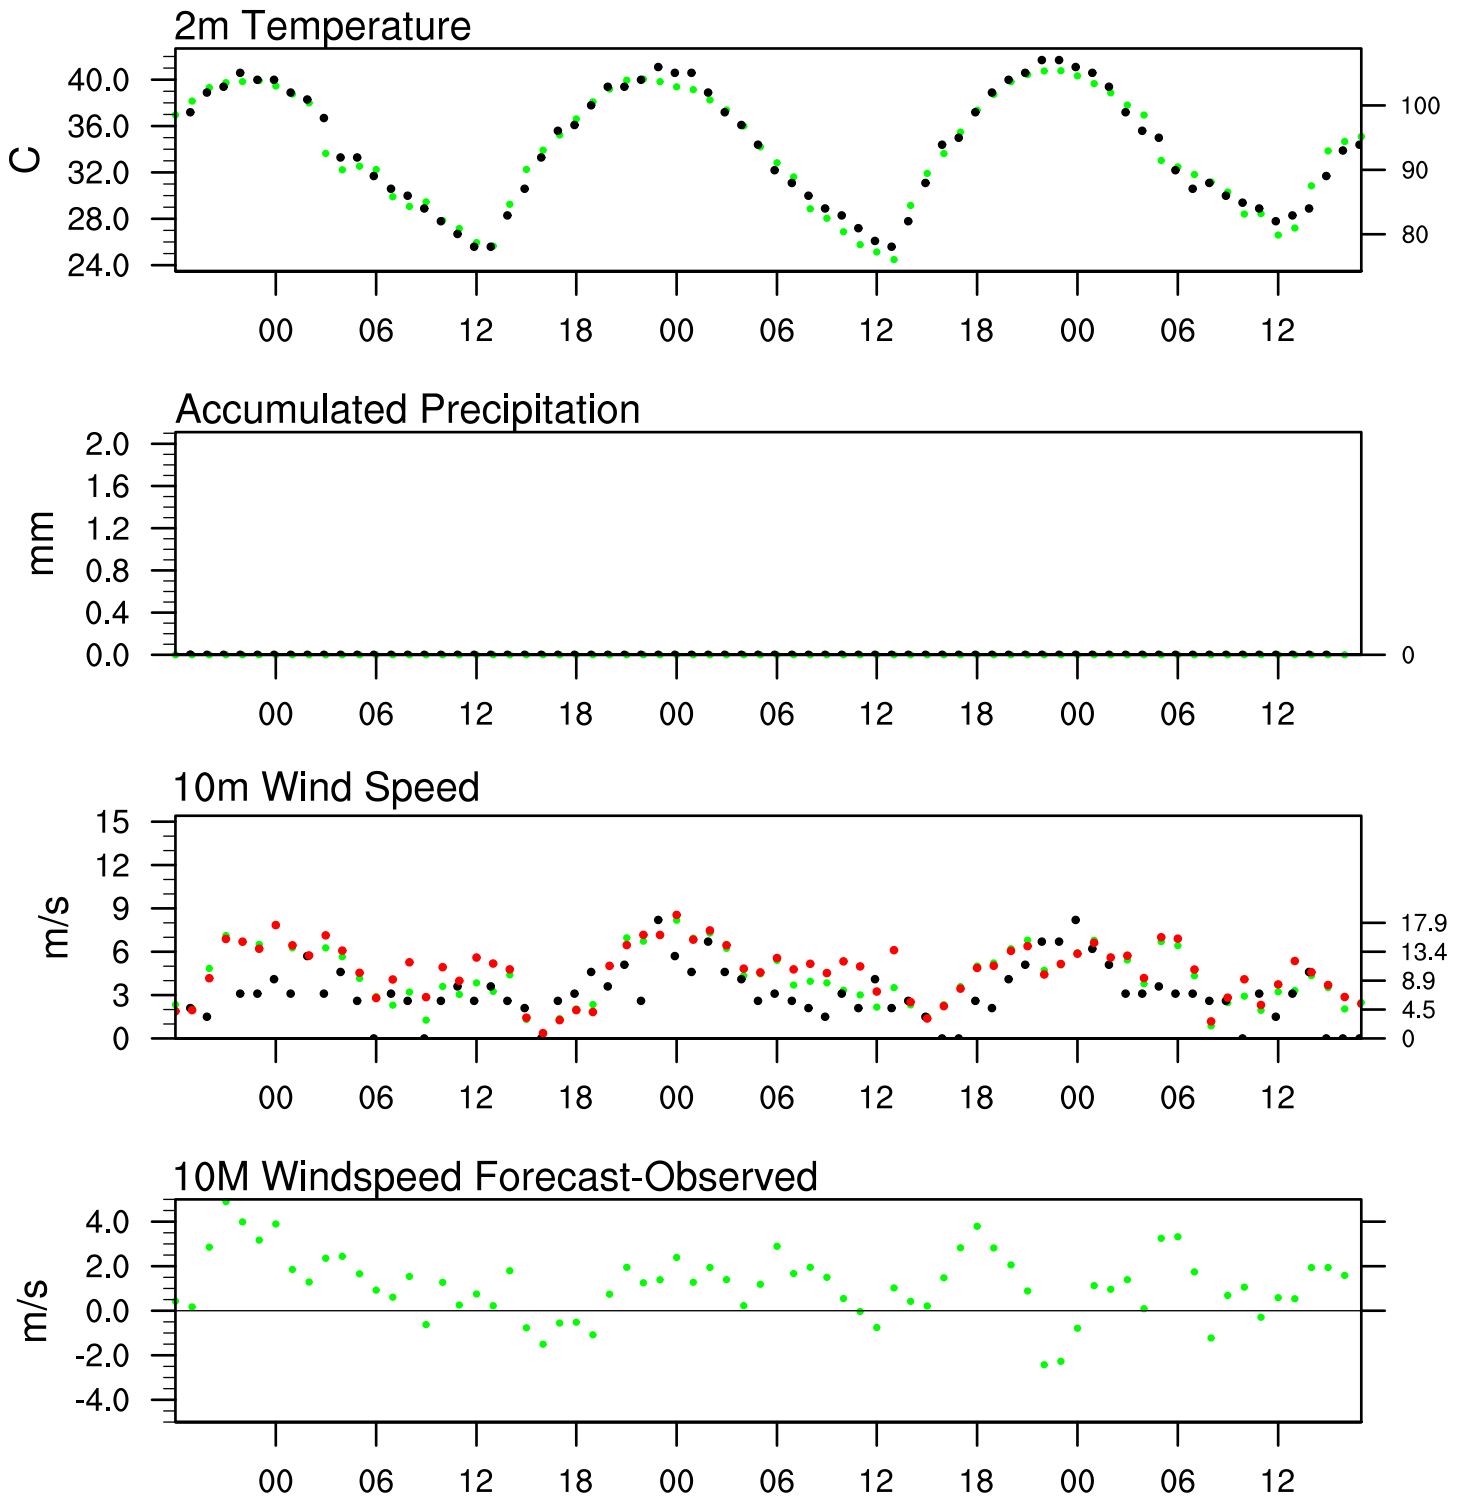 2m Temperature
40.0
36.0
32.0
28.0
24.0
C
100
90
80
00 06 12 18 00 06 12 18 00 06 12
Accumulated Precipitation
2.0
1.6
1.2
0.8
0.4
0.0
mm
0
00 06 12 18 00 06 12 18 00 06 12
10m Wind Speed
15
12
9
6
3
0
m/s
17.9
13.4
8.9
4.5
0
00 06 12 18 00 06 12 18 00 06 12
10M Windspeed Forecast-Observed
4.0
2.0
0.0
-2.0
-4.0
m/s
00 06 12 18 00 06 12 18 00 06 12